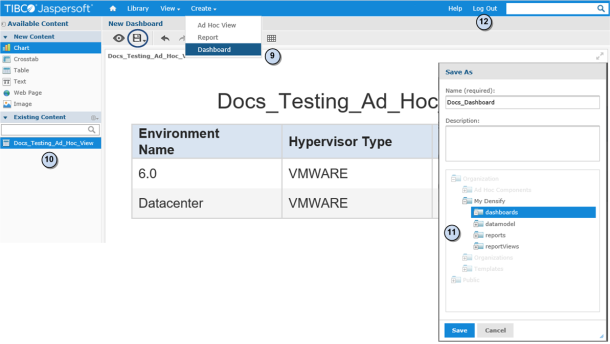 TIBCO Jaspersoft®
Library
View
Create
Help
Log Out
12
Available Content
New Dashboard
Ad Hoc View
Report
Dashboard
9
New Content
Chart
Crosstab
Table
Text
Web Page
Image
Existing Content
Docs_Testing_Ad_Hoc_View
10
Docs_Testing_Ad_Hoc_V
Docs_Testing_Ad_Hoc
Environment Name
Hypervisor Type
6.0
VMWARE
Datacenter
VMWARE
Save As
Name (required):
Docs_Dashboard
Description:
Organization
Ad Hoc Components
My Densify
dashboards
datamodel
11
reports
reportViews
Organizations
Templates
Public
Save
Cancel